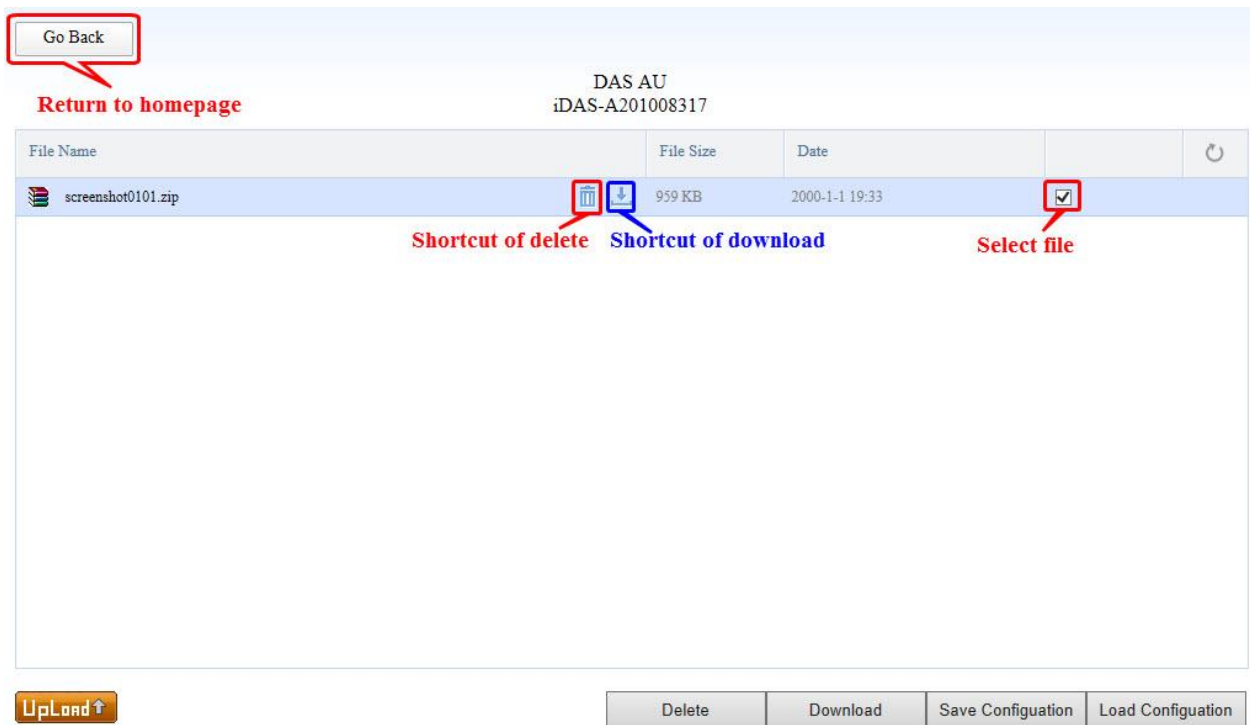 Go Back
Return to homepage
DAS AU
iDAS-A201008317
File Name File Size Date
screenshot0101.zip 959 KB 2000-1-1 19:33
Shortcut of delete Shortcut of download Select file
UpLoad Delete Download Save Configuation Load Configuation